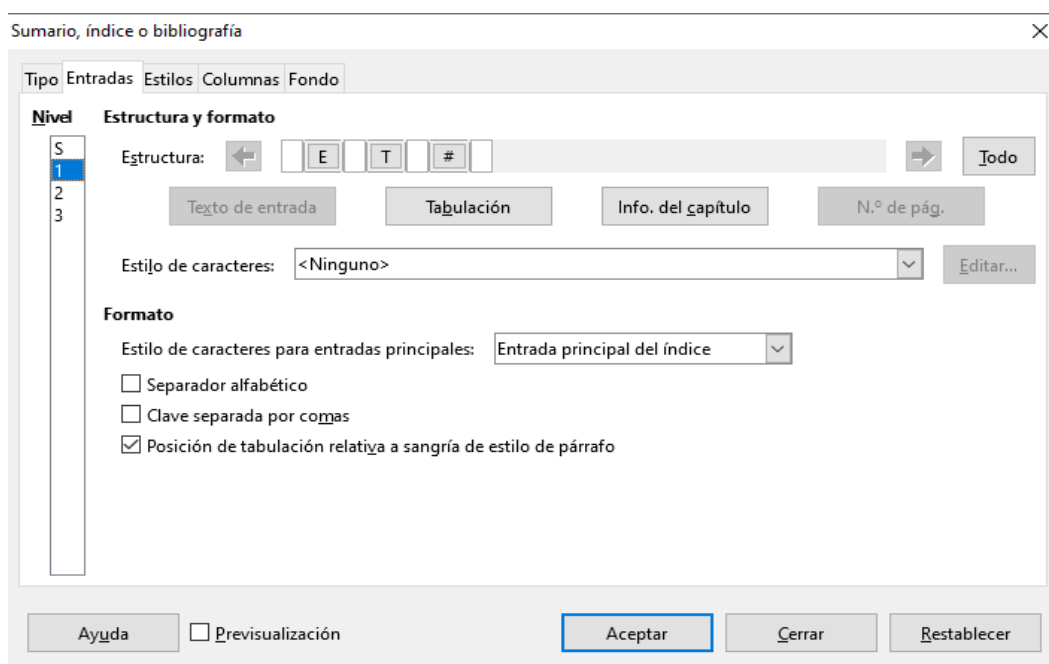 Sumario, índice o bibliografía
Tipo Entradas Estilos Columnas Fondo
Nivel
S
1
2
3
Estructura y formato
Estructura: E T # Todo
Texto de entrada Tabulación Info. del capítulo N.º de pág.
Estilo de caracteres: <Ninguno> Editar...
Formato
Estilo de caracteres para entradas principales: Entrada principal del índice
Separador alfabético
Clave separada por comas
Posición de tabulación relativa a sangría de estilo de párrafo
Ayuda Previsualización Aceptar Cerrar Restablecer